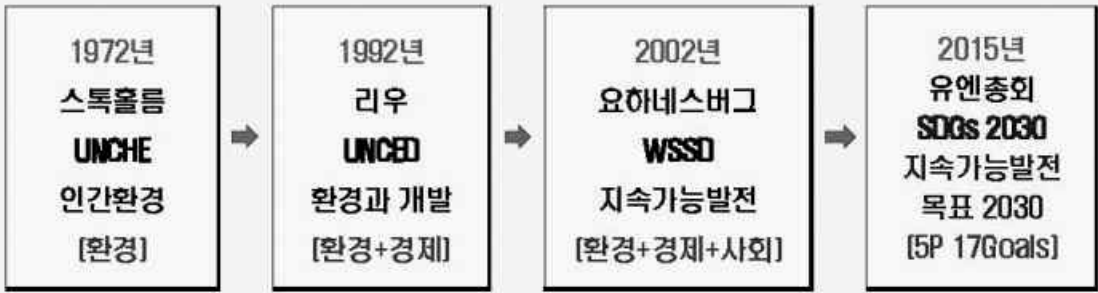 1972년
스톡홀름
UNCHE
인간환경
[환경]
1992년
리우
UNCED
환경과 개발
[환경+경제]
2002년
요하네스버그
WSSD
지속가능발전
[환경+경제+사회]
2015년
유엔총회
SDGs 2030
지속가능발전
목표 2030
[5P 17Goals]